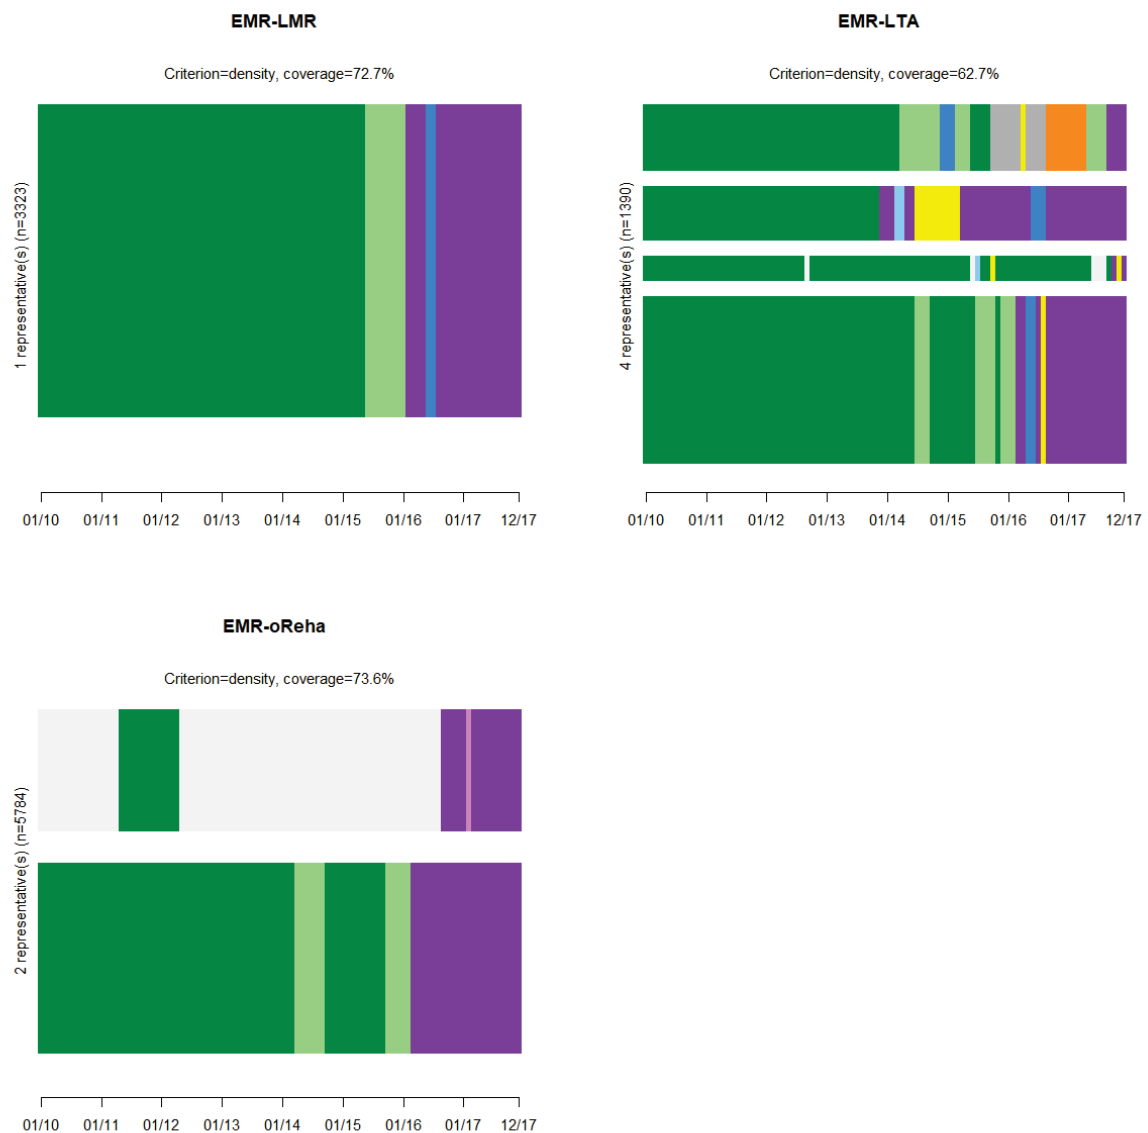 EMR-LMR
Criterion=density, coverage=72.7%
1 representative(s) (n=3323)
01/10 01/11 01/12 01/13 01/14 01/15 01/16 01/17 12/17
EMR-LTA
Criterion=density, coverage=62.7%
4 representative(s) (n=1390)
01/10 01/11 01/12 01/13 01/14 01/15 01/16 01/17 12/17
EMR-oReha
Criterion=density, coverage=73.6%
2 representative(s) (n=5784)
01/10 01/11 01/12 01/13 01/14 01/15 01/16 01/17 12/17